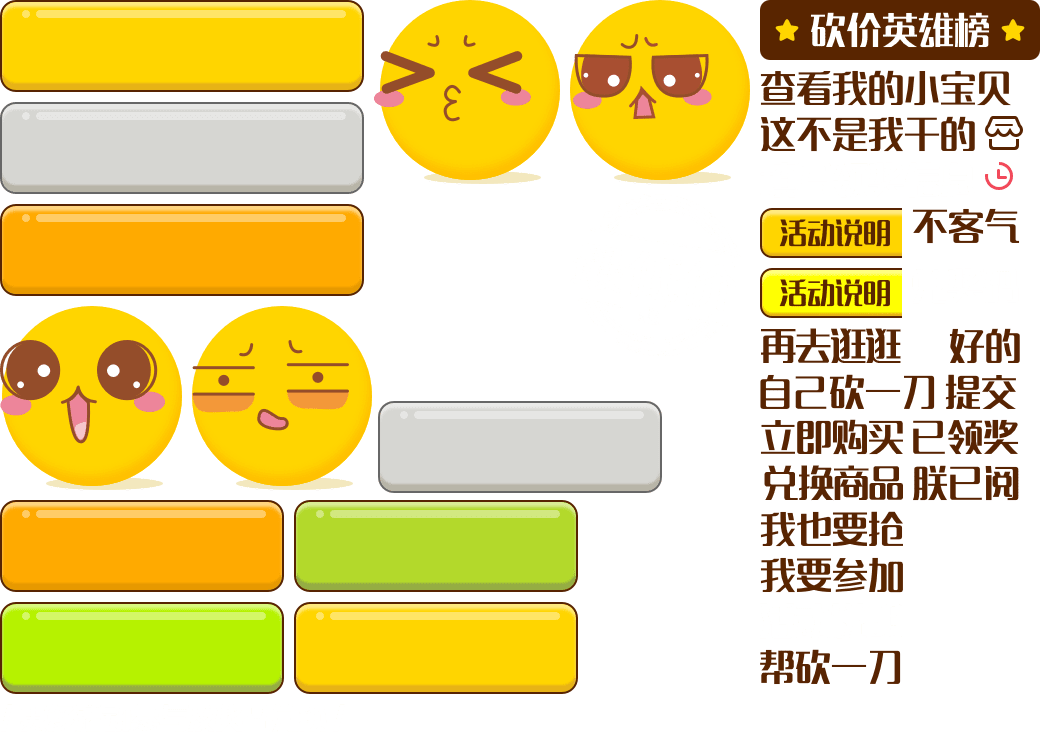 砍价英雄榜
查看我的小宝贝
这不是我干的
活动说明 不客气
活动说明
再去逛逛 好的
自己砍一刀 提交
立即购买 已领奖
兑换商品 朕已阅
我也要抢
我要参加
帮砍一刀